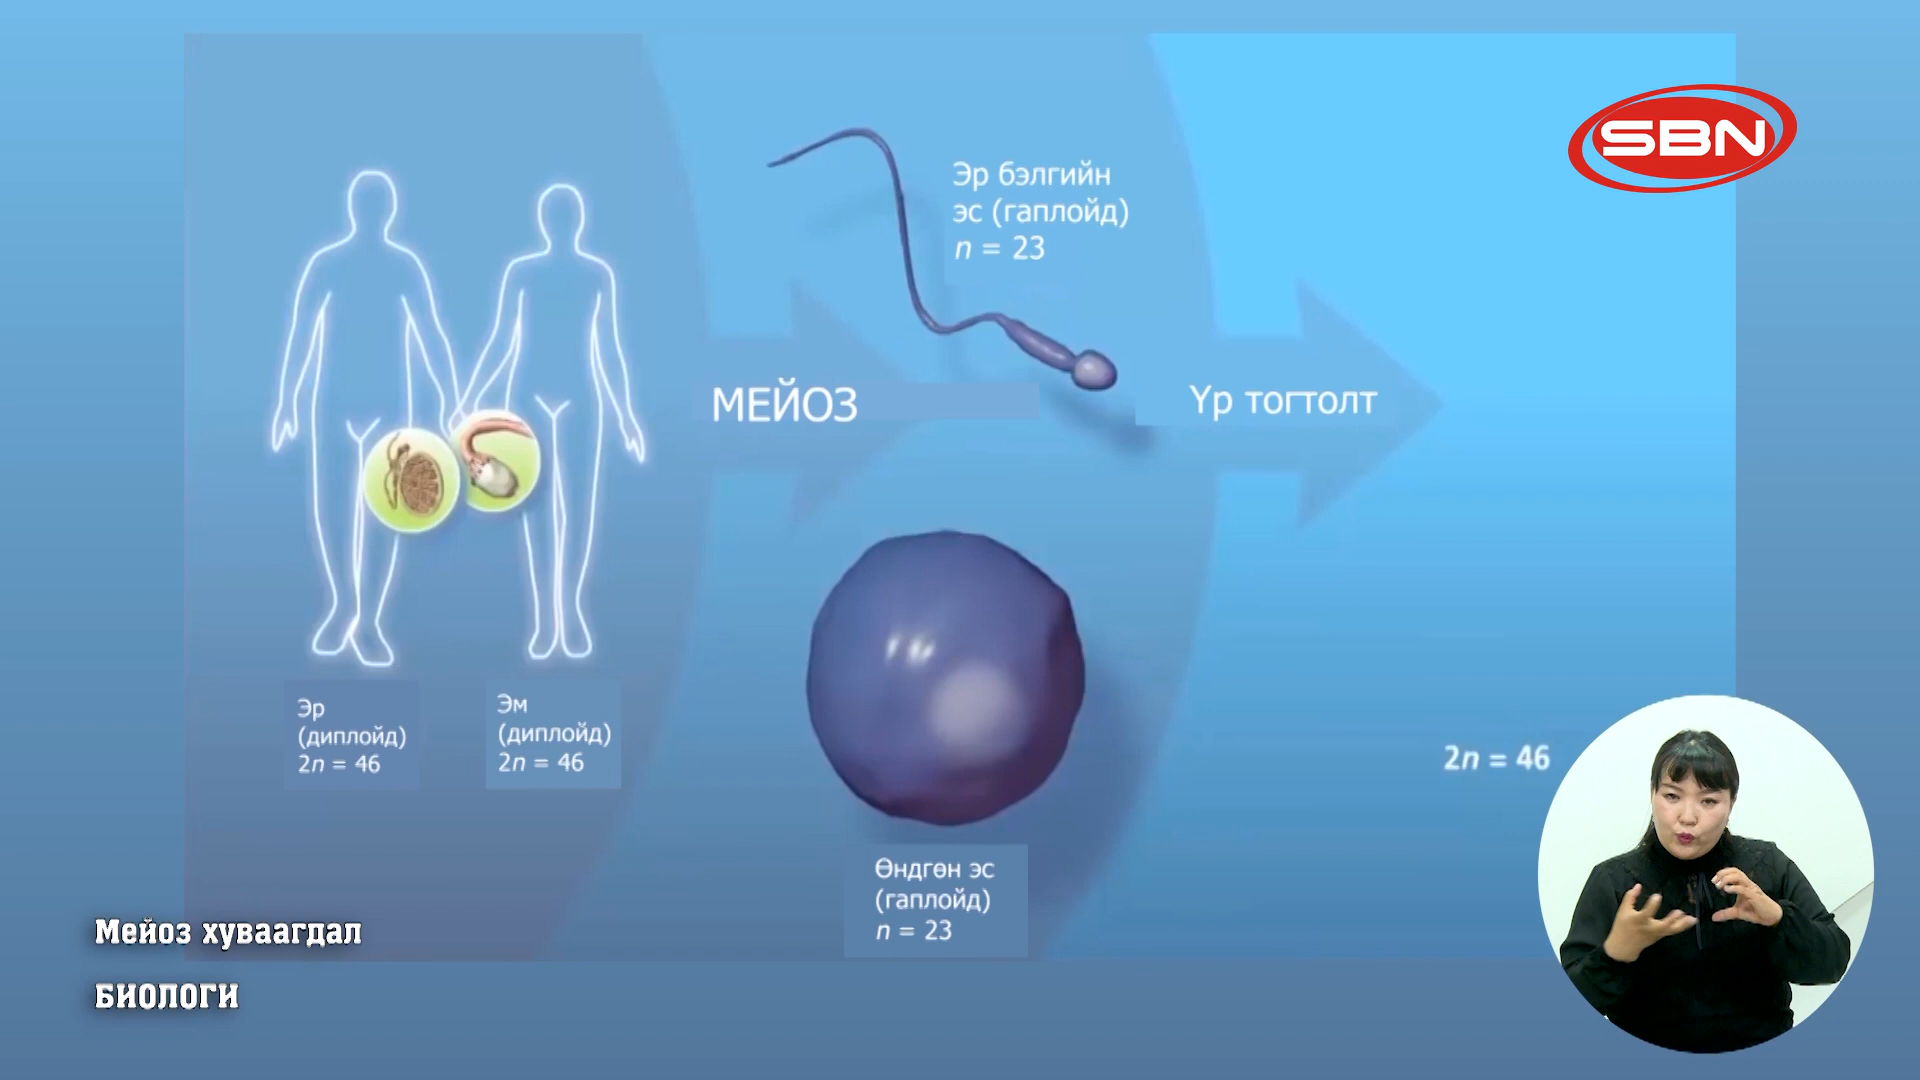 SBN
Эр бэлгийн
эс (гаплойд)
n = 23
МЕЙОЗ
Үр тогтолт
Эр
(диплойд)
2n = 46
Эм
(диплойд)
2n = 46
2n = 46
Өндгөн эс
(гаплойд)
n = 23
Мейоз хуваагдал
БИОЛОГИ